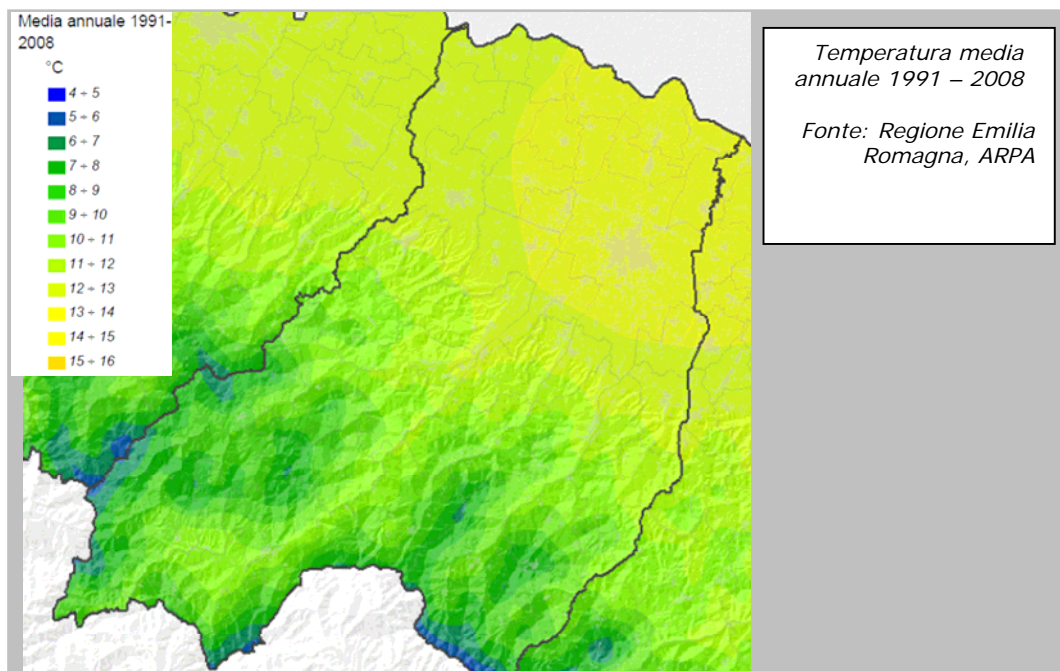 Media annuale 1991-
2008
°C
4 ÷ 5
5 ÷ 6
6 ÷ 7
7 ÷ 8
8 ÷ 9
9 ÷ 10
10 ÷ 11
11 ÷ 12
12 ÷ 13
13 ÷ 14
14 ÷ 15
15 ÷ 16
Temperatura media
annuale 1991 – 2008
Fonte: Regione Emilia
Romagna, ARPA